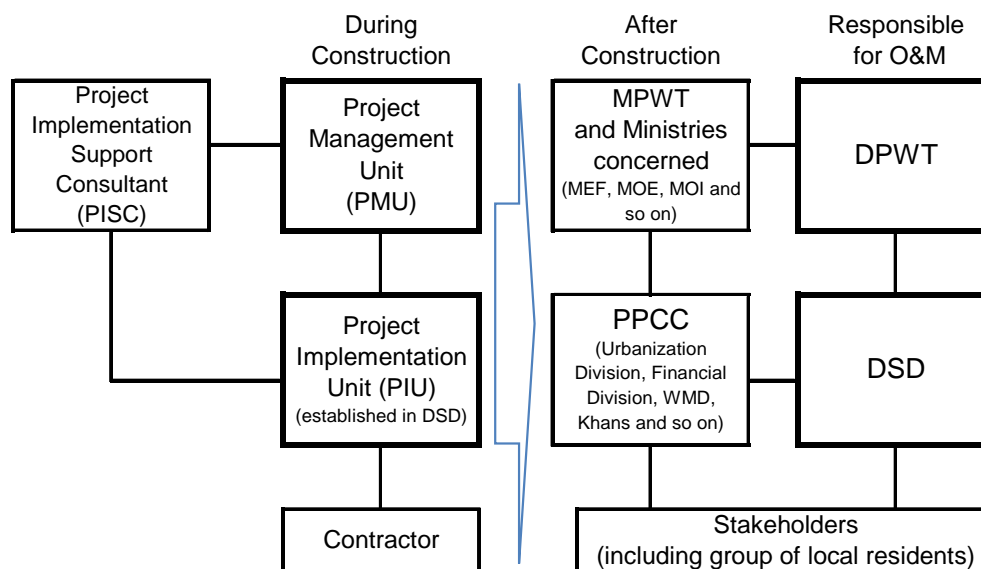 During
Construction
After
Construction
Responsible
for O&M
Project
Implementation
Support
Consultant
(PISC)
Project
Management
Unit
(PMU)
MPWT
and Ministries
concerned
(MEF, MOE, MOI and
so on)
DPWT
Project
Implementation
Unit (PIU)
(established in DSD)
PPCC
(Urbanization
Division, Financial
Division, WMD,
Khans and so on)
DSD
Contractor
Stakeholders
(including group of local residents)